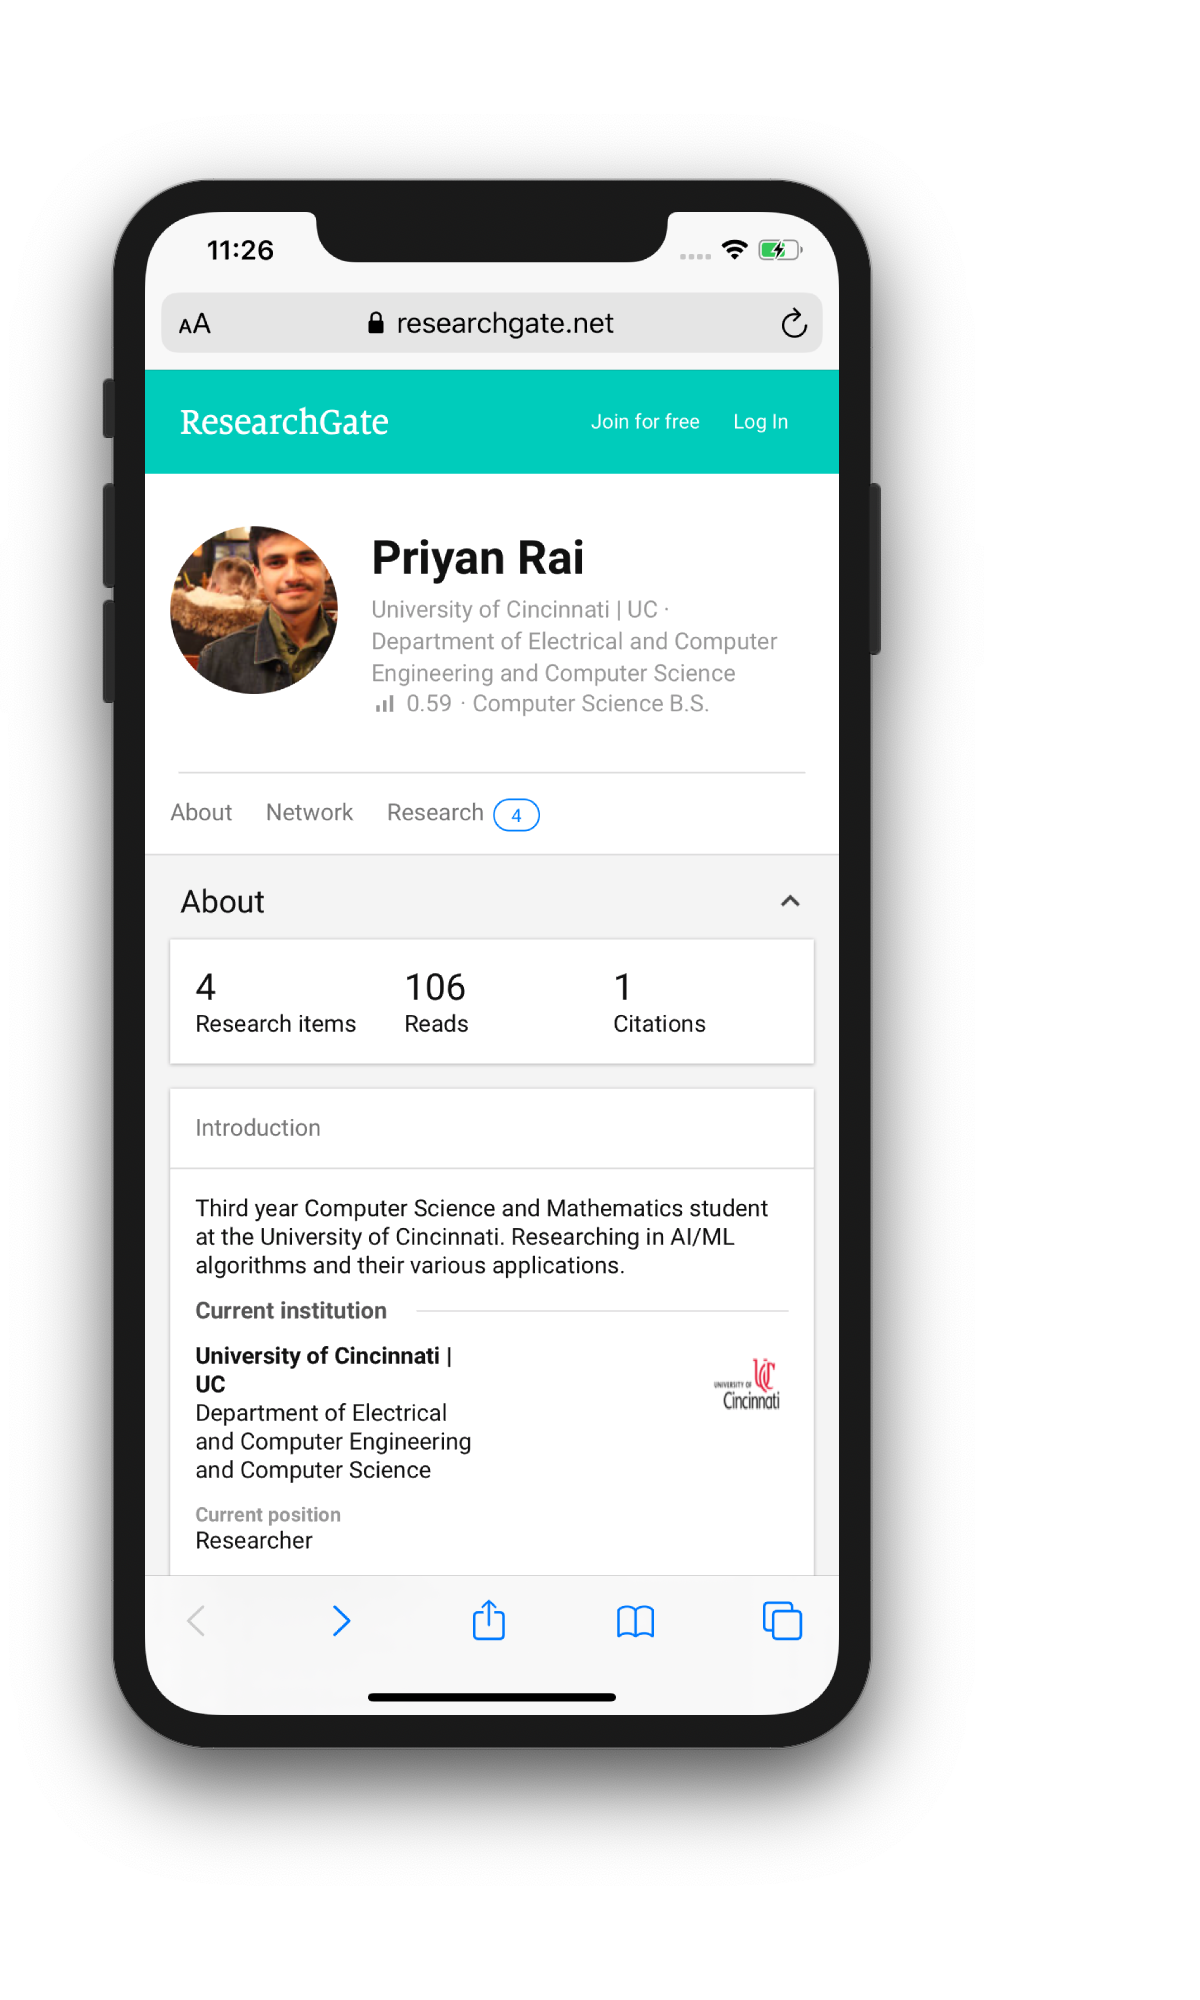 11:26
AA researchgate.net
ResearchGate Join for free Log In
Priyan Rai
University of Cincinnati | UC ·
Department of Electrical and Computer
Engineering and Computer Science
0.59 · Computer Science B.S.
About Network Research 4
About
4 106 1
Research items Reads Citations
Introduction
Third year Computer Science and Mathematics student
at the University of Cincinnati. Researching in AI/ML
algorithms and their various applications.
Current institution
University of Cincinnati |
UC
UNIVERSITY OF UC
Cincinnati
Department of Electrical
and Computer Engineering
and Computer Science
Current position
Researcher